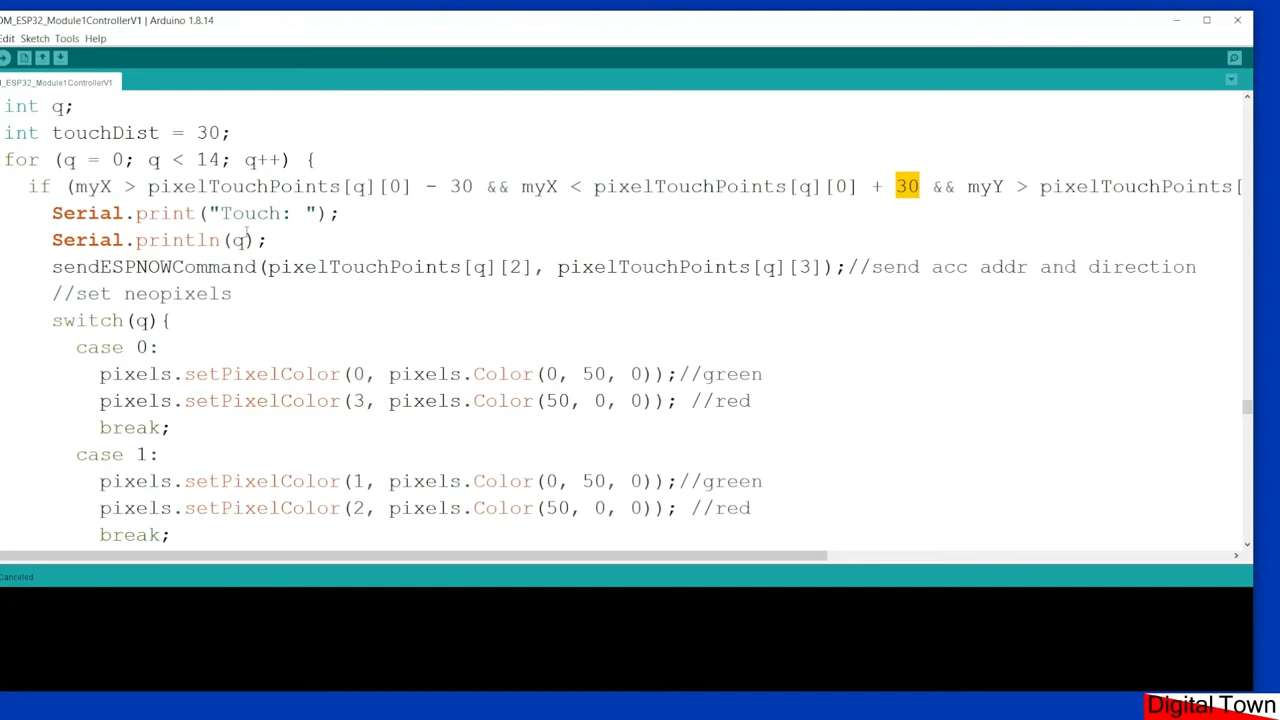 OM_ESP32_Module1ControllerV1 | Arduino 1.8.14
Edit Sketch Tools Help
_ESP32_Module1ControllerV1
int q;
int touchDist = 30;
for (q = 0; q < 14; q++) {
if (myX > pixelTouchPoints[q][0] - 30 && myX < pixelTouchPoints[q][0] + 30 && myY > pixelTouchPoints[
Serial.print("Touch: ");
Serial.println(q);
sendESPNOWCommand(pixelTouchPoints[q][2], pixelTouchPoints[q][3]);//send acc addr and direction
//set neopixels
switch(q){
case 0:
pixels.setPixelColor(0, pixels.Color(0, 50, 0));//green
pixels.setPixelColor(3, pixels.Color(50, 0, 0)); //red
break;
case 1:
pixels.setPixelColor(1, pixels.Color(0, 50, 0));//green
pixels.setPixelColor(2, pixels.Color(50, 0, 0)); //red
break;
Canceled
Digital Town